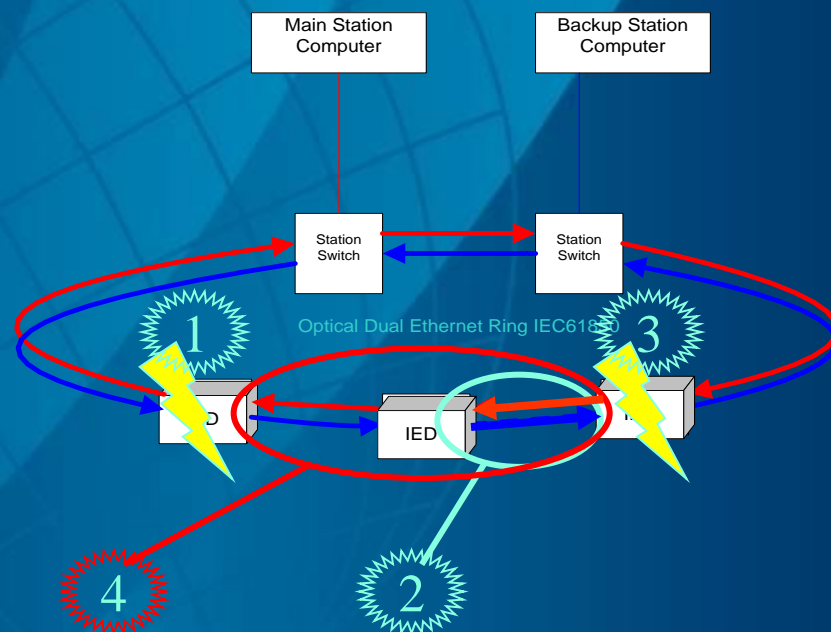 Main Station
Computer
Backup Station
Computer
Station
Switch
Station
Switch
1
3
Optical Dual Ethernet Ring IEC61850
IED
4
2